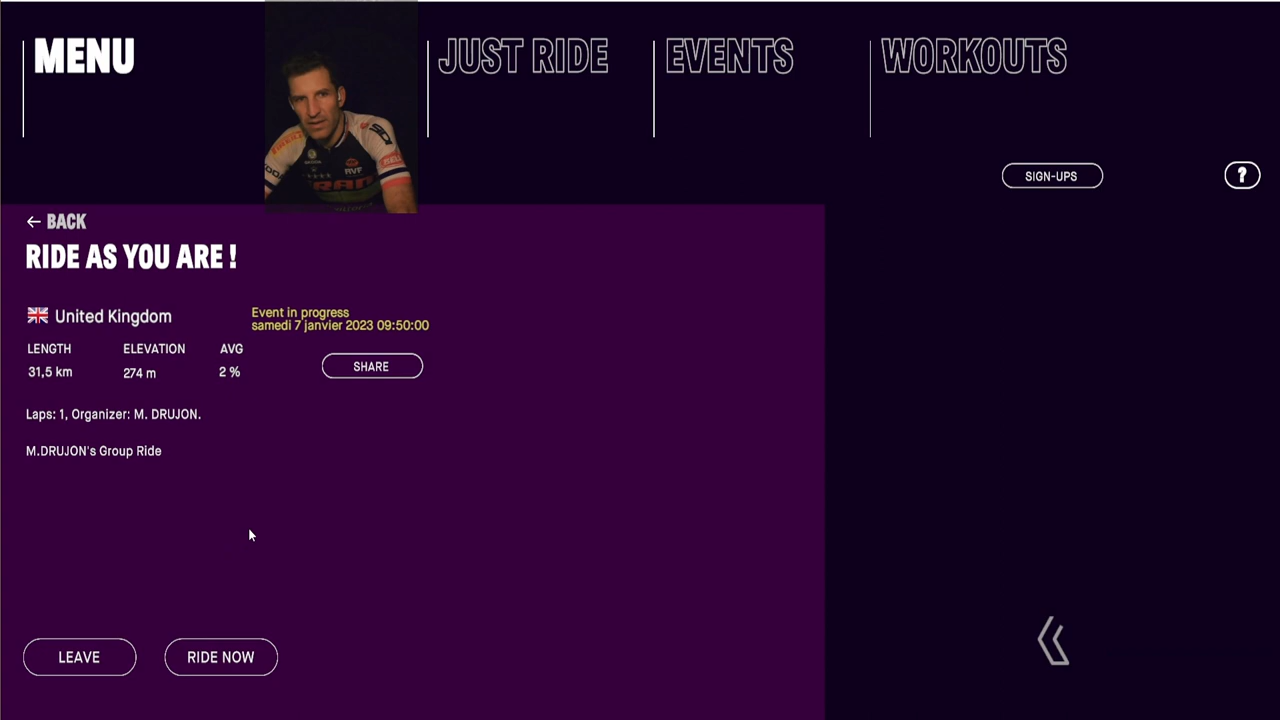 MENU
JUST RIDE
EVENTS
WORKOUTS
SIGN-UPS
?
RVF
← BACK
RIDE AS YOU ARE !
United Kingdom
Event in progress
samedi 7 janvier 2023 09:50:00
LENGTH ELEVATION AVG
31,5 km 274 m 2 %
SHARE
Laps: 1, Organizer: M. DRUJON.
M.DRUJON's Group Ride
LEAVE
RIDE NOW